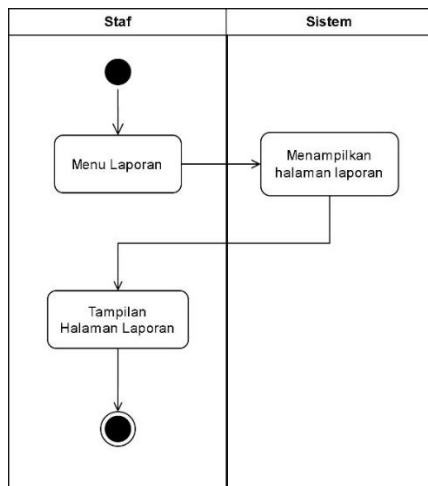 Staf
Sistem
Menu Laporan
Menampilkan
halaman laporan
Tampilan
Halaman Laporan